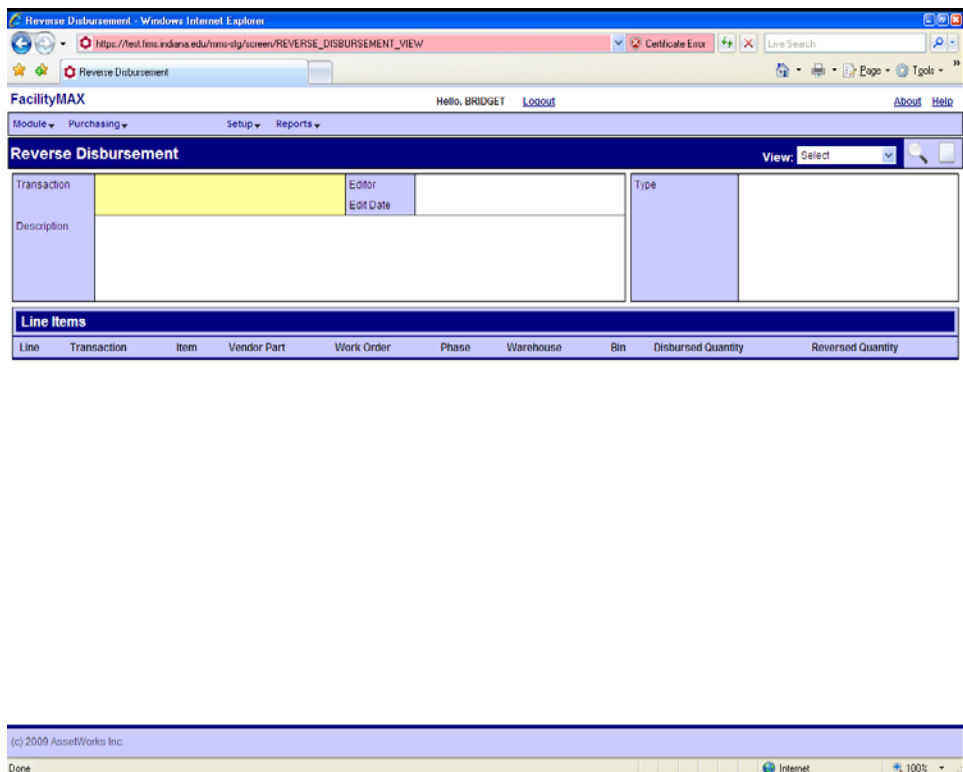 Reverse Disbursement - Windows Internet Explorer
https://test.fms.indiana.edu/mms-stg/screen/REVERSE_DISBURSEMENT_VIEW Certificate Error Live Search
Reverse Disbursement Page Tools
FacilityMAX Hello, BRIDGET Logout About Help
Module Purchasing Setup Reports
Reverse Disbursement View: Select
Transaction Editor Type
Edit Date
Description
Line Items
Line Transaction Item Vendor Part Work Order Phase Warehouse Bin Disbursed Quantity Reversed Quantity
(c) 2009 AssetWorks Inc.
Done Internet 100%